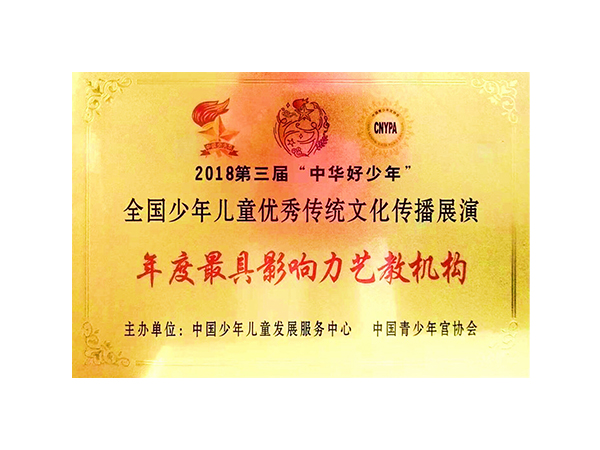 CNYPA
2018第三届“中华好少年”
全国少年儿童优秀传统文化传播展演
年度最具影响力艺教机构
主办单位：中国少年儿童发展服务中心 中国青少年宫协会